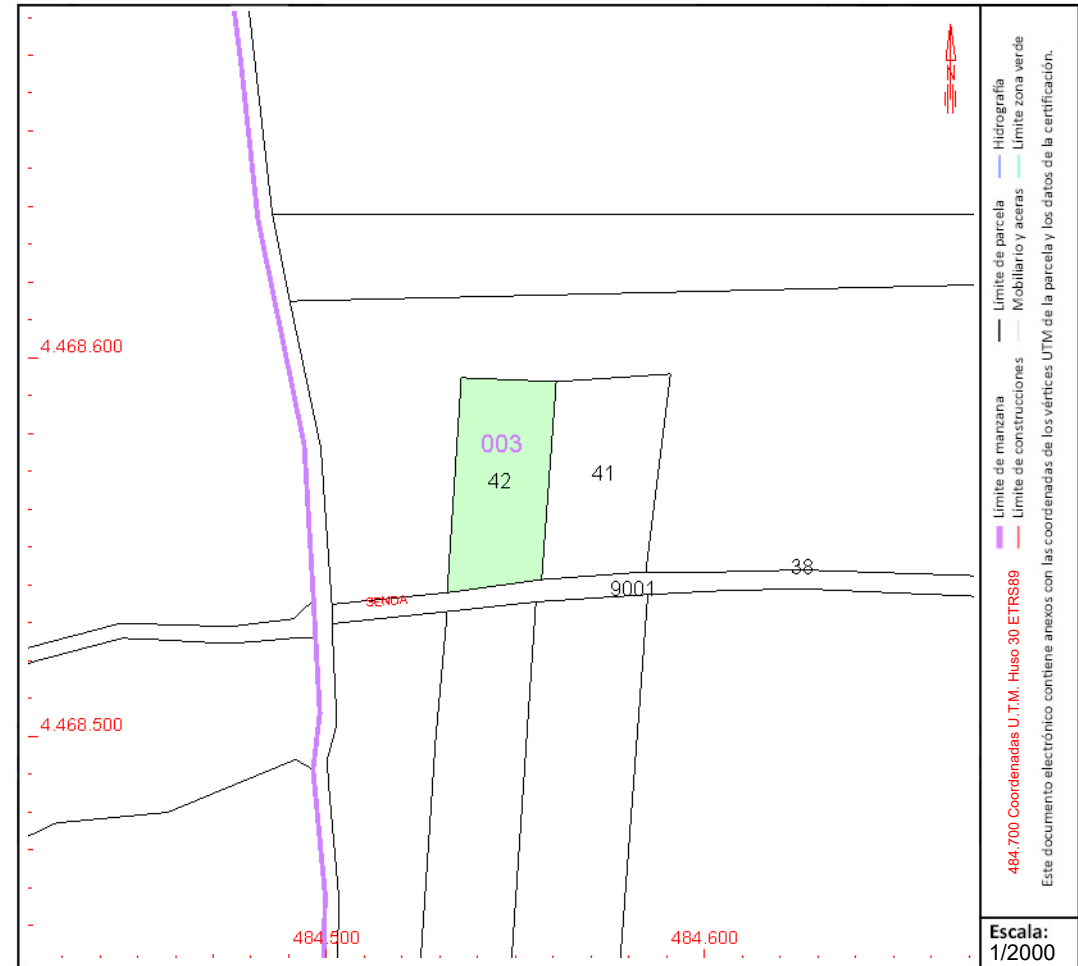 4.468.600
003
42
41
38
9001
SENDA
4.468.500
484.500
484.600
N
Límite de manzana
Límite de parcela
Hidrografía
Límite de construcciones
Mobiliario y aceras
Límite zona verde
484.700 Coordenadas U.T.M. Huso 30 ETRS89
Este documento electrónico contiene anexos con las coordenadas de los vértices UTM de la parcela y los datos de la certificación.
Escala:
1/2000